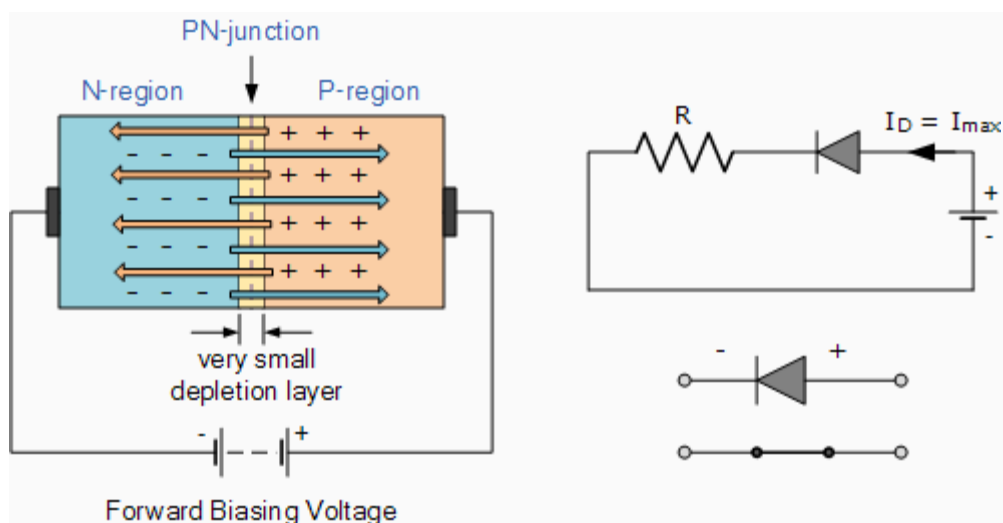 PN-junction
N-region
P-region
+ + +
- - -
+ + +
- - -
+ + +
- - -
+ + +
- - -
very small
depletion layer
- +
Forward Biasing Voltage
R
I_D = I_max
+
-
- +